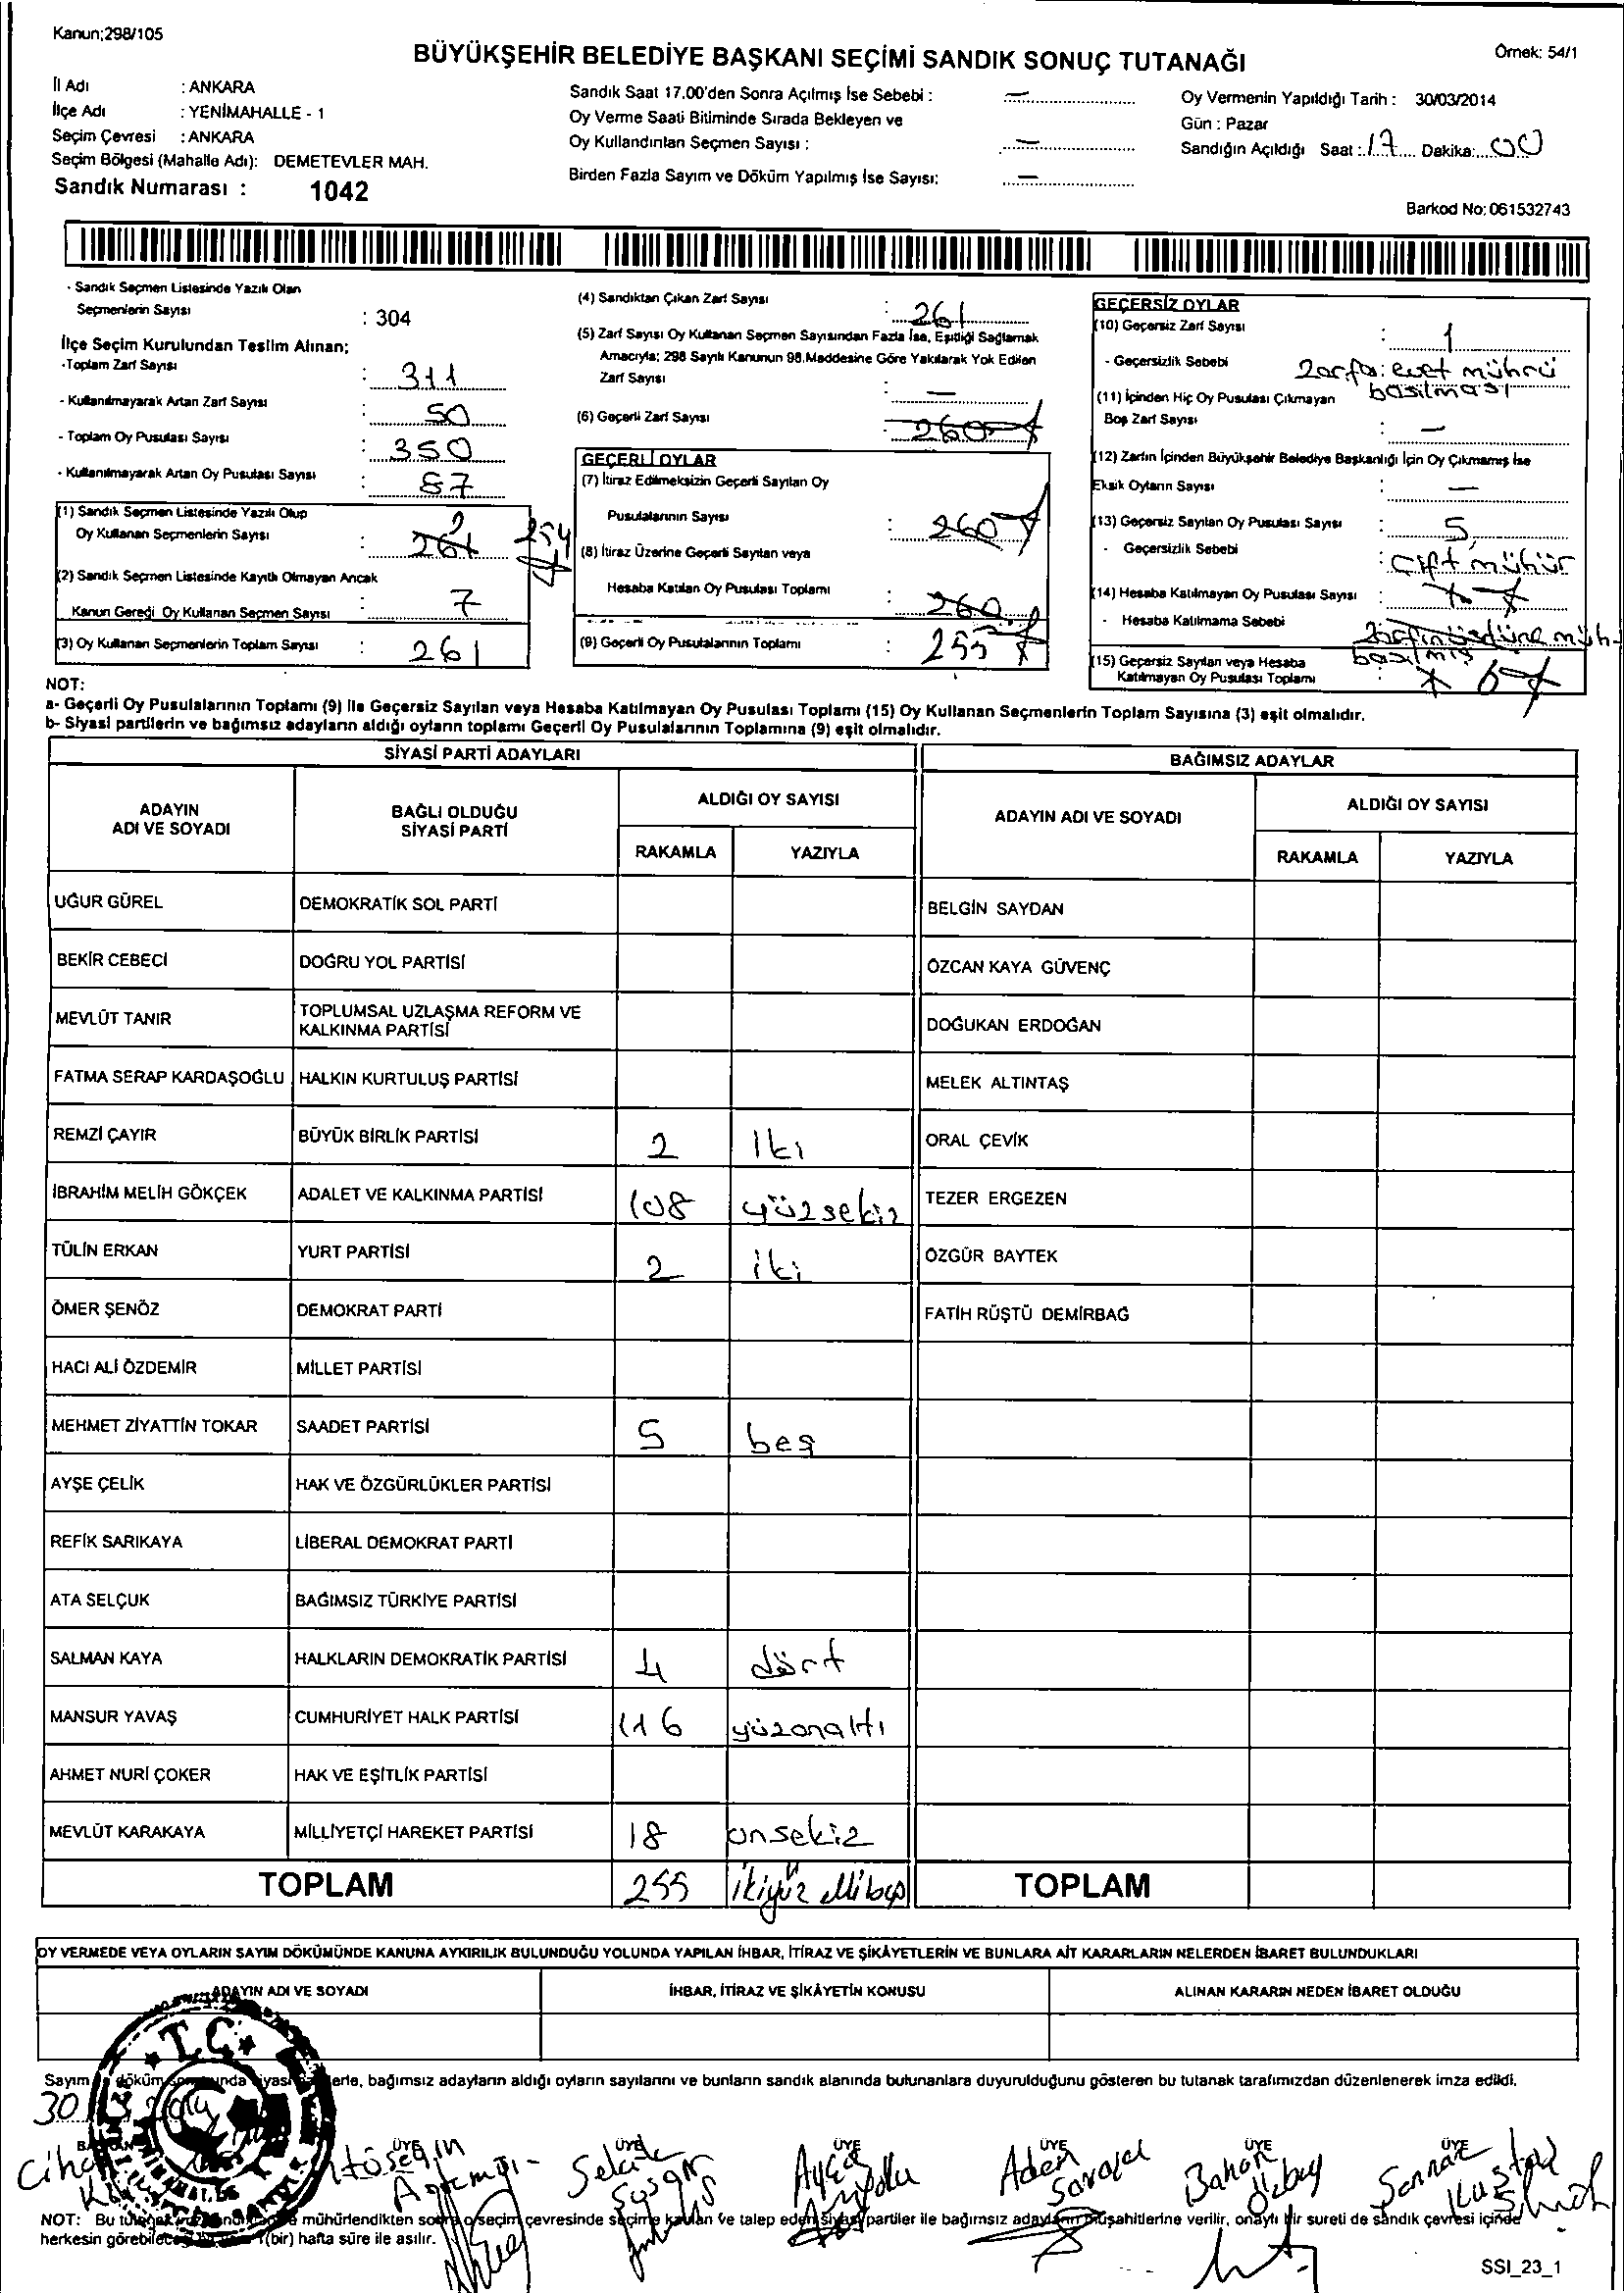 Kanun;298/105
BÜYÜKŞEHİR BELEDİYE BAŞKANI SEÇİMİ SANDIK SONUÇ TUTANAĞI
Örnek: 54/1
İl Adı : ANKARA
İlçe Adı : YENİMAHALLE - 1
Seçim Çevresi : ANKARA
Seçim Bölgesi (Mahalle Adı): DEMETEVLER MAH.
Sandık Numarası : 1042
Sandık Saat 17.00'den Sonra Açılmış İse Sebebi : —
Oy Verme Saati Bitiminde Sırada Bekleyen ve
Oy Kullandırılan Seçmen Sayısı : —
Birden Fazla Sayım ve Döküm Yapılmış İse Sayısı: —
Oy Vermenin Yapıldığı Tarih : 30/03/2014
Gün : Pazar
Sandığın Açıldığı Saat : 17 Dakika: 00
Barkod No: 061532743
- Sandık Seçmen Listesinde Yazılı Olan
Seçmenlerin Sayısı : 304
İlçe Seçim Kurulundan Teslim Alınan;
-Toplam Zarf Sayısı : 311
- Kullanılmayarak Artan Zarf Sayısı : 50
- Toplam Oy Pusulası Sayısı : 350
- Kullanılmayarak Artan Oy Pusulası Sayısı : 87
(1) Sandık Seçmen Listesinde Yazılı Olup
Oy Kullanan Seçmenlerin Sayısı : 261 254
(2) Sandık Seçmen Listesinde Kayıtlı Olmayan Ancak
Kanun Gereği Oy Kullanan Seçmen Sayısı : 7
(3) Oy Kullanan Seçmenlerin Toplam Sayısı : 261
(4) Sandıktan Çıkan Zarf Sayısı : 261
(5) Zarf Sayısı Oy Kullanan Seçmen Sayısından Fazla İse, Eşitliği Sağlamak
Amacıyla; 298 Sayılı Kanunun 98.Maddesine Göre Yakılarak Yok Edilen
Zarf Sayısı : —
(6) Geçerli Zarf Sayısı : 260
GEÇERLİ OYLAR
(7) İtiraz Edilmeksizin Geçerli Sayılan Oy
Pusulalarının Sayısı : 260
(8) İtiraz Üzerine Geçerli Sayılan veya
Hesaba Katılan Oy Pusulası Toplamı : 260
(9) Geçerli Oy Pusulalarının Toplamı : 255
GEÇERSİZ OYLAR
(10) Geçersiz Zarf Sayısı : 1
- Geçersizlik Sebebi zarfa: evet mührü
basılması
(11) İçinden Hiç Oy Pusulası Çıkmayan
Boş Zarf Sayısı : —
(12) Zarfın İçinden Büyükşehir Belediye Başkanlığı İçin Oy Çıkmamış İse
Eksik Oyların Sayısı : —
(13) Geçersiz Sayılan Oy Pusulası Sayısı : 5
- Geçersizlik Sebebi : Çift mühür
(14) Hesaba Katılmayan Oy Pusulası Sayısı :
- Hesaba Katılmama Sebebi zarfın üsdüne müh.
basılmış
(15) Geçersiz Sayılan veya Hesaba
Katılmayan Oy Pusulası Toplamı : 6
NOT:
a- Geçerli Oy Pusulalarının Toplamı (9) ile Geçersiz Sayılan veya Hesaba Katılmayan Oy Pusulası Toplamı (15) Oy Kullanan Seçmenlerin Toplam Sayısına (3) eşit olmalıdır.
b- Siyasi partilerin ve bağımsız adayların aldığı oyların toplamı Geçerli Oy Pusulalarının Toplamına (9) eşit olmalıdır.
SİYASİ PARTİ ADAYLARI
BAĞIMSIZ ADAYLAR
ADAYIN
ADI VE SOYADI
BAĞLI OLDUĞU
SİYASİ PARTİ
ALDIĞI OY SAYISI
RAKAMLA YAZIYLA
ADAYIN ADI VE SOYADI
ALDIĞI OY SAYISI
RAKAMLA YAZIYLA
UĞUR GÜREL DEMOKRATİK SOL PARTİ BELGİN SAYDAN
BEKİR CEBECİ DOĞRU YOL PARTİSİ ÖZCAN KAYA GÜVENÇ
MEVLÜT TANIR TOPLUMSAL UZLAŞMA REFORM VE
KALKINMA PARTİSİ DOĞUKAN ERDOĞAN
FATMA SERAP KARDAŞOĞLU HALKIN KURTULUŞ PARTİSİ MELEK ALTINTAŞ
REMZİ ÇAYIR BÜYÜK BİRLİK PARTİSİ 2 iki ORAL ÇEVİK
İBRAHİM MELİH GÖKÇEK ADALET VE KALKINMA PARTİSİ 108 yüzsekiz TEZER ERGEZEN
TÜLİN ERKAN YURT PARTİSİ 2 iki ÖZGÜR BAYTEK
ÖMER ŞENÖZ DEMOKRAT PARTİ FATİH RÜŞTÜ DEMİRBAĞ
HACI ALİ ÖZDEMİR MİLLET PARTİSİ
MEHMET ZİYATTİN TOKAR SAADET PARTİSİ 5 beş
AYŞE ÇELİK HAK VE ÖZGÜRLÜKLER PARTİSİ
REFİK SARIKAYA LİBERAL DEMOKRAT PARTİ
ATA SELÇUK BAĞIMSIZ TÜRKİYE PARTİSİ
SALMAN KAYA HALKLARIN DEMOKRATİK PARTİSİ 4 dört
MANSUR YAVAŞ CUMHURİYET HALK PARTİSİ 116 yüzonaltı
AHMET NURİ ÇOKER HAK VE EŞİTLİK PARTİSİ
MEVLÜT KARAKAYA MİLLİYETÇİ HAREKET PARTİSİ 18 onsekiz
TOPLAM 255 ikiyüz ellibeş TOPLAM
OY VERMEDE VEYA OYLARIN SAYIM DÖKÜMÜNDE KANUNA AYKIRILIK BULUNDUĞU YOLUNDA YAPILAN İHBAR, İTİRAZ VE ŞİKÂYETLERİN VE BUNLARA AİT KARARLARIN NELERDEN İBARET BULUNDUKLARI
ADAYIN ADI VE SOYADI İHBAR, İTİRAZ VE ŞİKÂYETİN KONUSU ALINAN KARARIN NEDEN İBARET OLDUĞU
T.C.
Sayım döküm bağımsız adayların aldığı oyların sayılarını ve bunların sandık alanında bulunanlara duyurulduğunu gösteren bu tutanak tarafımızdan düzenlenerek imza edildi.
30
ÜYE ÜYE ÜYE ÜYE ÜYE ÜYE
Hüseyin Aden Bahar
NOT: Bu mühürlendikten sonra o seçim çevresinde seçime katılan ve talep eden siyasi partiler ile bağımsız adayların müşahitlerine verilir, onaylı bir sureti de sandık çevresi içinde
herkesin görebileceği 1(bir) hafta süre ile asılır.
SSI_23_1